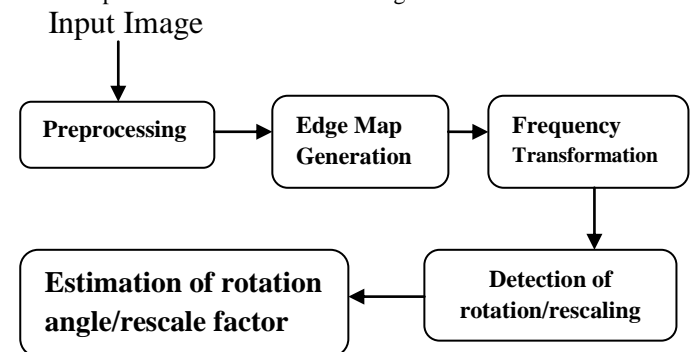 Input Image
Preprocessing
Edge Map
Generation
Frequency
Transformation
Detection of
rotation/rescaling
Estimation of rotation
angle/rescale factor